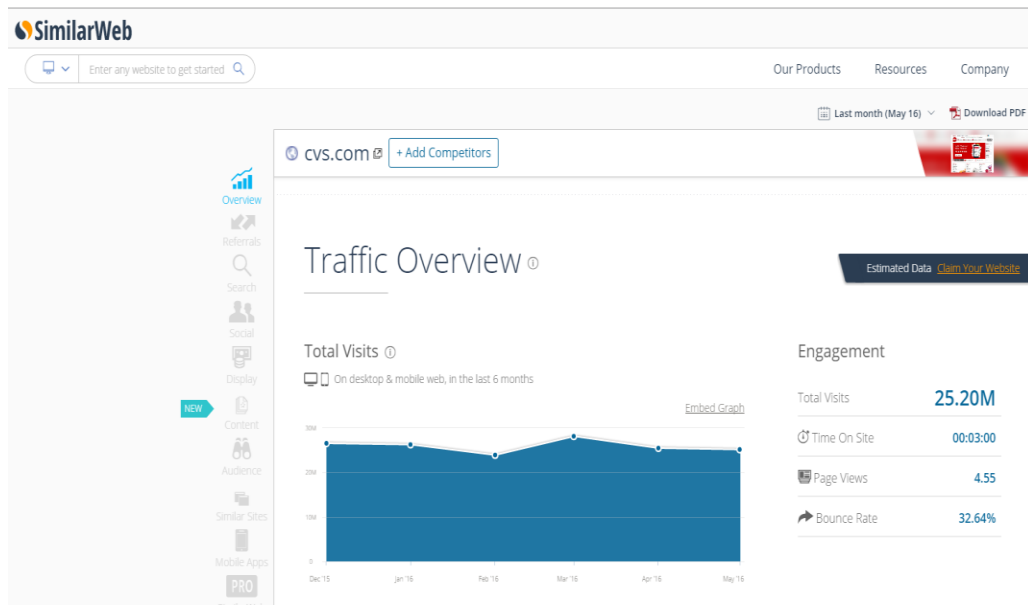 SimilarWeb
Enter any website to get started
Our Products Resources Company
Last month (May 16) Download PDF
cvs.com + Add Competitors
Overview
Referrals
Search
Social
Display
NEW
Content
Audience
Similar Sites
Mobile Apps
PRO
Traffic Overview
Estimated Data Claim Your Website
Total Visits
On desktop & mobile web, in the last 6 months
Embed Graph
30M
20M
10M
0
Dec '15 Jan '16 Feb '16 Mar '16 Apr '16 May '16
Engagement
Total Visits 25.20M
Time On Site 00:03:00
Page Views 4.55
Bounce Rate 32.64%